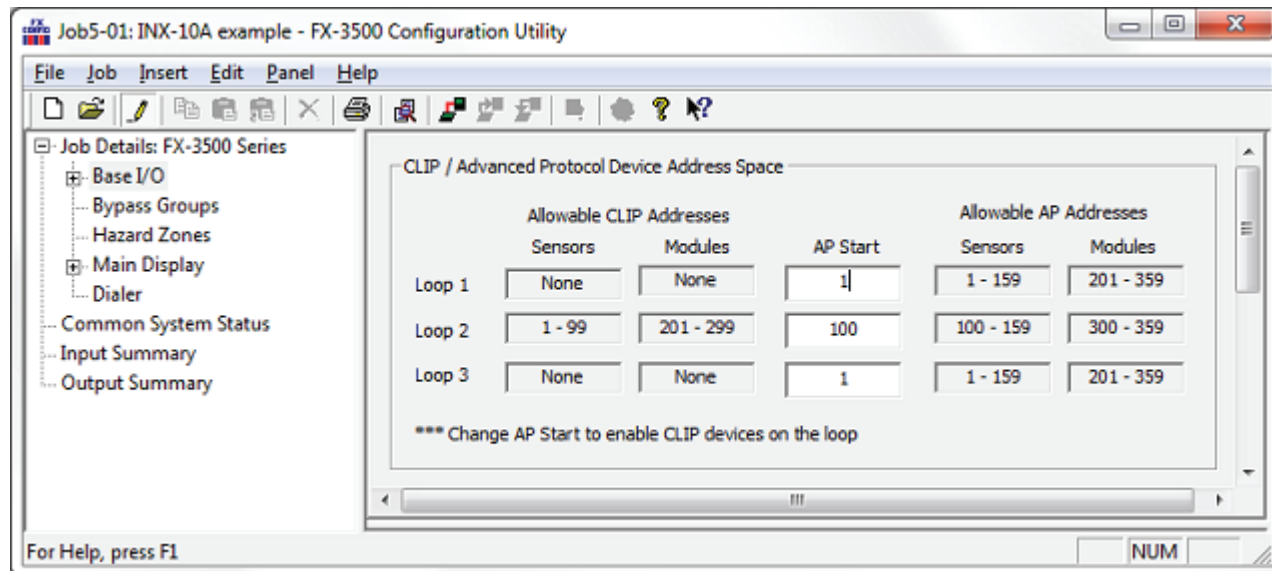 Job5-01: INX-10A example - FX-3500 Configuration Utility
File Job Insert Edit Panel Help
Job Details: FX-3500 Series
Base I/O
Bypass Groups
Hazard Zones
Main Display
Dialer
Common System Status
Input Summary
Output Summary
CLIP / Advanced Protocol Device Address Space
Allowable CLIP Addresses Allowable AP Addresses
Sensors Modules AP Start Sensors Modules
Loop 1 None None 1 1 - 159 201 - 359
Loop 2 1 - 99 201 - 299 100 100 - 159 300 - 359
Loop 3 None None 1 1 - 159 201 - 359
*** Change AP Start to enable CLIP devices on the loop
For Help, press F1 NUM